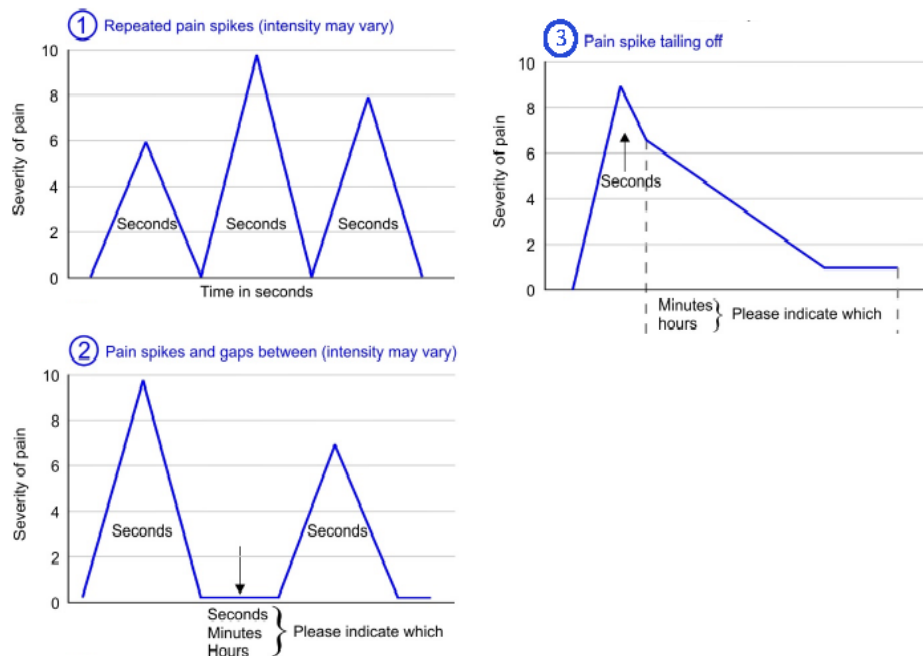 1 Repeated pain spikes (intensity may vary)
10
8
6
4
2
0
Severity of pain
Seconds Seconds Seconds
Time in seconds
2 Pain spikes and gaps between (intensity may vary)
10
8
6
4
2
0
Severity of pain
Seconds Seconds
Seconds
Minutes
Hours
Please indicate which
3 Pain spike tailing off
10
8
6
4
2
0
Severity of pain
Seconds
Minutes
hours
Please indicate which